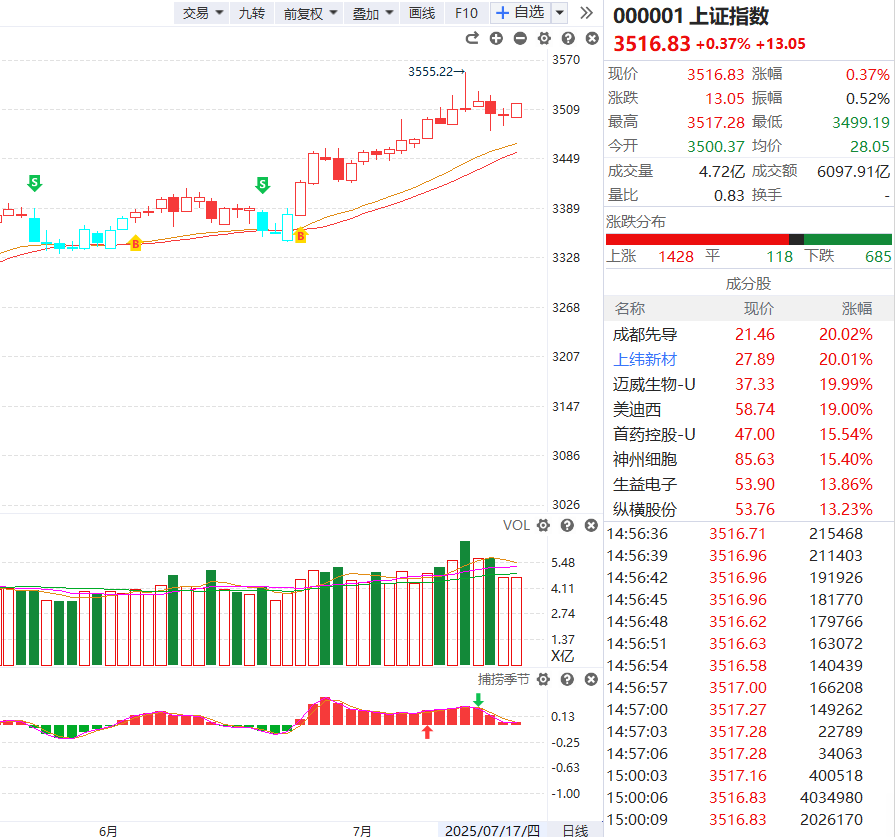 交易 九转 前复权 叠加 画线 F10 + 自选
000001 上证指数
3516.83 +0.37% +13.05
现价 3516.83 涨幅 0.37%
涨跌 13.05 振幅 0.52%
最高 3517.28 最低 3499.19
今开 3500.37 均价 28.05
成交量 4.72亿 成交额 6097.91亿
量比 0.83 换手 -
涨跌分布
上涨 1428 平 118 下跌 685
成分股
名称 现价 涨幅
成都先导 21.46 20.02%
上纬新材 27.89 20.01%
迈威生物-U 37.33 19.99%
美迪西 58.74 19.00%
首药控股-U 47.00 15.54%
神州细胞 85.63 15.40%
生益电子 53.90 13.86%
纵横股份 53.76 13.23%
14:56:36 3516.71 215468
14:56:39 3516.96 211403
14:56:42 3516.96 191926
14:56:45 3516.96 181770
14:56:48 3516.62 179766
14:56:51 3516.63 163072
14:56:54 3516.58 140439
14:56:57 3517.00 166208
14:57:00 3517.27 149262
14:57:03 3517.28 22789
14:57:06 3517.28 34063
15:00:03 3517.16 400518
15:00:06 3516.83 4034980
15:00:09 3516.83 2026170
3555.22→
S
S
B
B
3570
3509
3449
3389
3328
3268
3207
3147
3086
3026
VOL
5.48
4.11
2.74
1.37
X亿
捕捞季节
0.13
-0.25
-0.63
-1.00
6月 7月 2025/07/17/四 日线